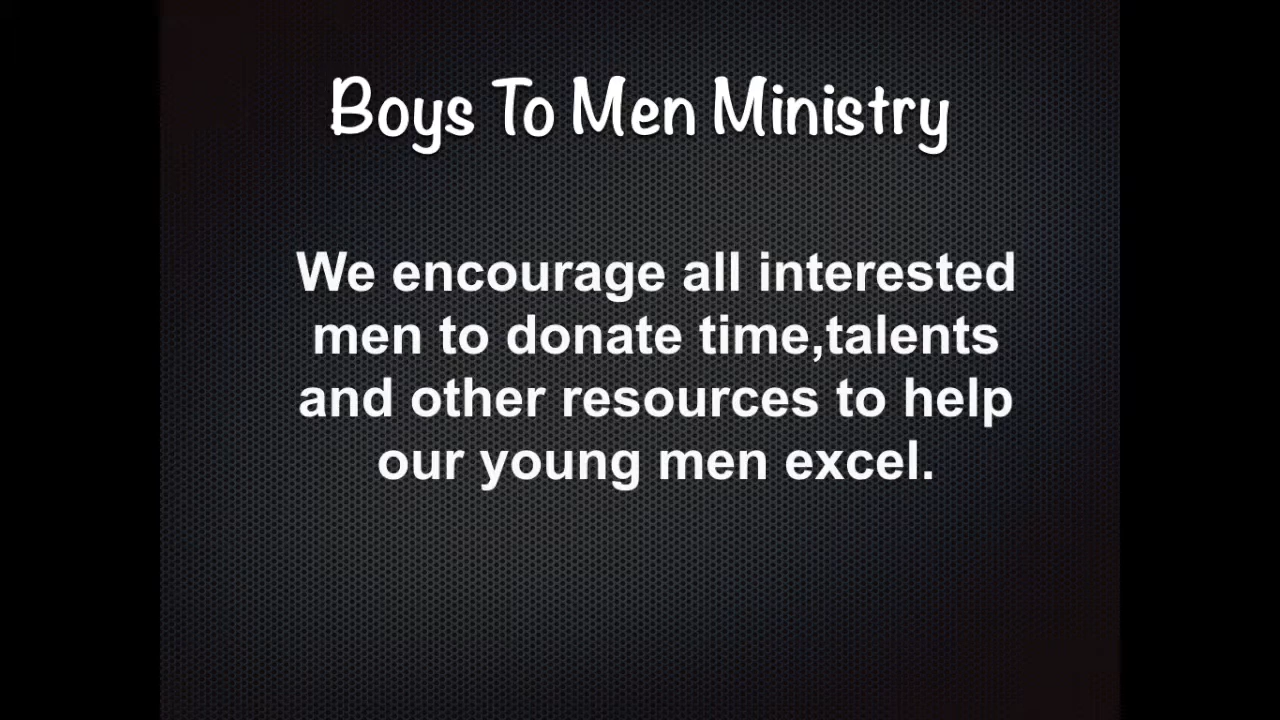 Boys To Men Ministry
We encourage all interested
men to donate time,talents
and other resources to help
our young men excel.